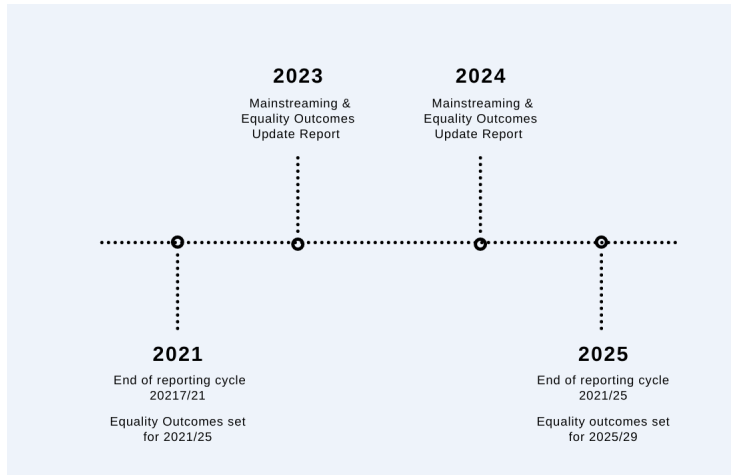 2023
Mainstreaming &
Equality Outcomes
Update Report
2024
Mainstreaming &
Equality Outcomes
Update Report
2021
End of reporting cycle
20217/21
Equality Outcomes set
for 2021/25
2025
End of reporting cycle
2021/25
Equality outcomes set
for 2025/29